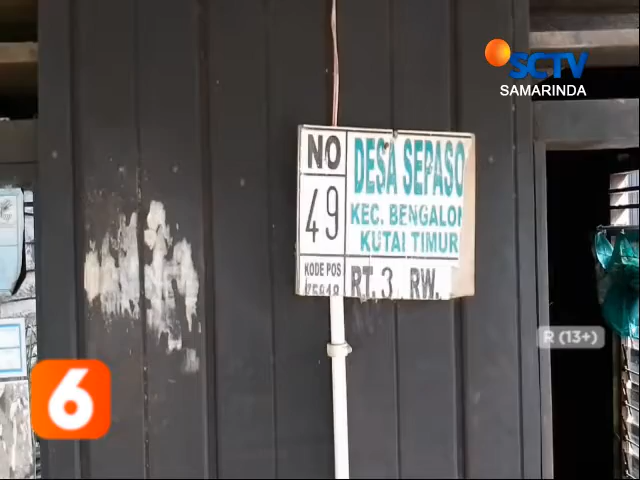 SCTV
SAMARINDA
NO
49
DESA SEPASO
KEC. BENGALON
KUTAI TIMUR
KODE POS
RT. 3 RW.
R (13+)
6